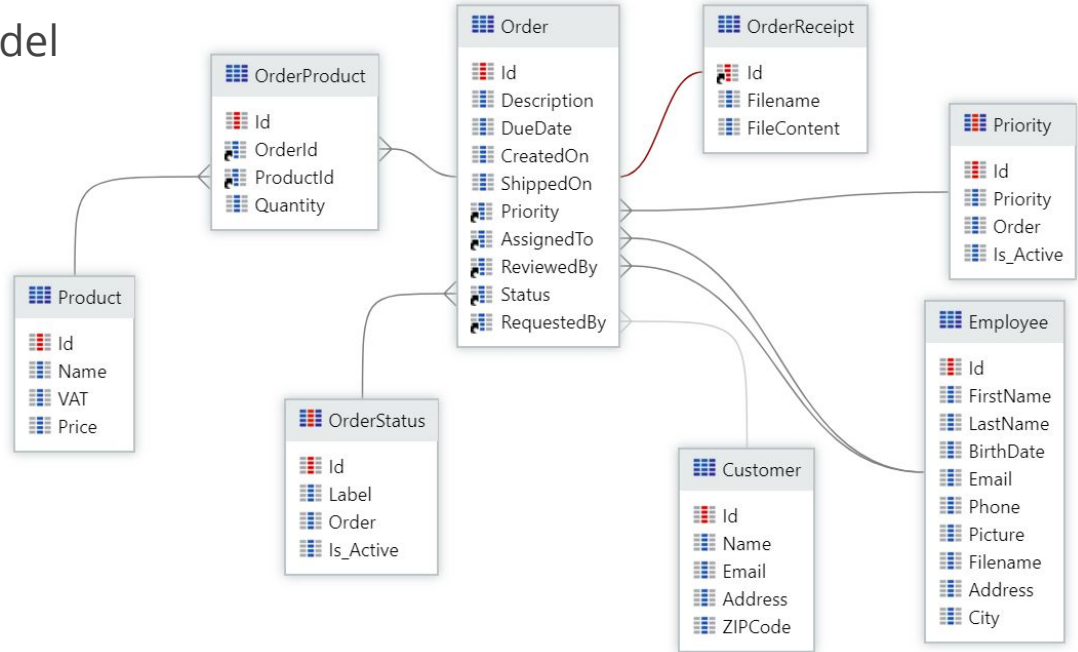 del
OrderProduct
Id
OrderId
ProductId
Quantity
Order
Id
Description
DueDate
CreatedOn
ShippedOn
Priority
AssignedTo
ReviewedBy
Status
RequestedBy
OrderReceipt
Id
Filename
FileContent
Priority
Id
Priority
Order
Is_Active
Product
Id
Name
VAT
Price
OrderStatus
Id
Label
Order
Is_Active
Customer
Id
Name
Email
Address
ZIPCode
Employee
Id
FirstName
LastName
BirthDate
Email
Phone
Picture
Filename
Address
City